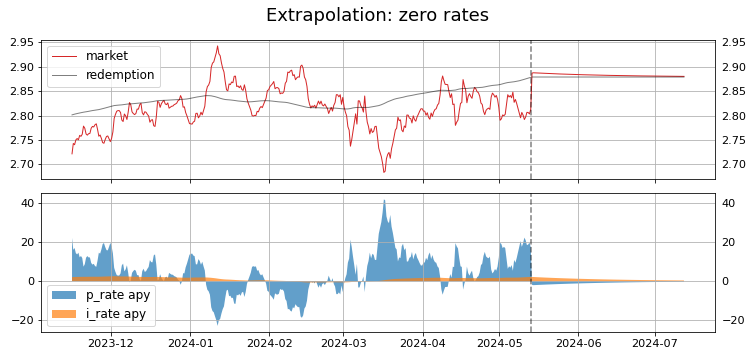 Extrapolation: zero rates
2.95 2.95
market
redemption
2.90 2.90
2.85 2.85
2.80 2.80
2.75 2.75
2.70 2.70
40 40
20 20
0 0
p_rate apy
i_rate apy
−20 −20
2023-12 2024-01 2024-02 2024-03 2024-04 2024-05 2024-06 2024-07